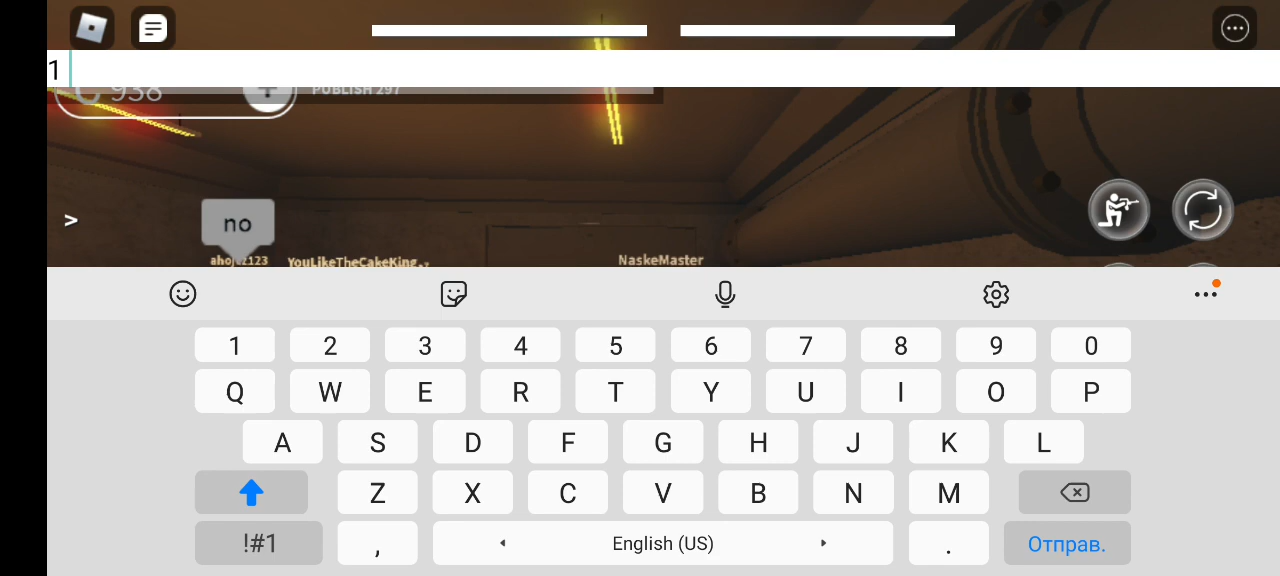 1
938 + PUBLISH 297
>
no
YouLikeTheCakeKing
NaskeMaster
1 2 3 4 5 6 7 8 9 0
Q W E R T Y U I O P
A S D F G H J K L
Z X C V B N M
!#1 , English (US) . Отправ.